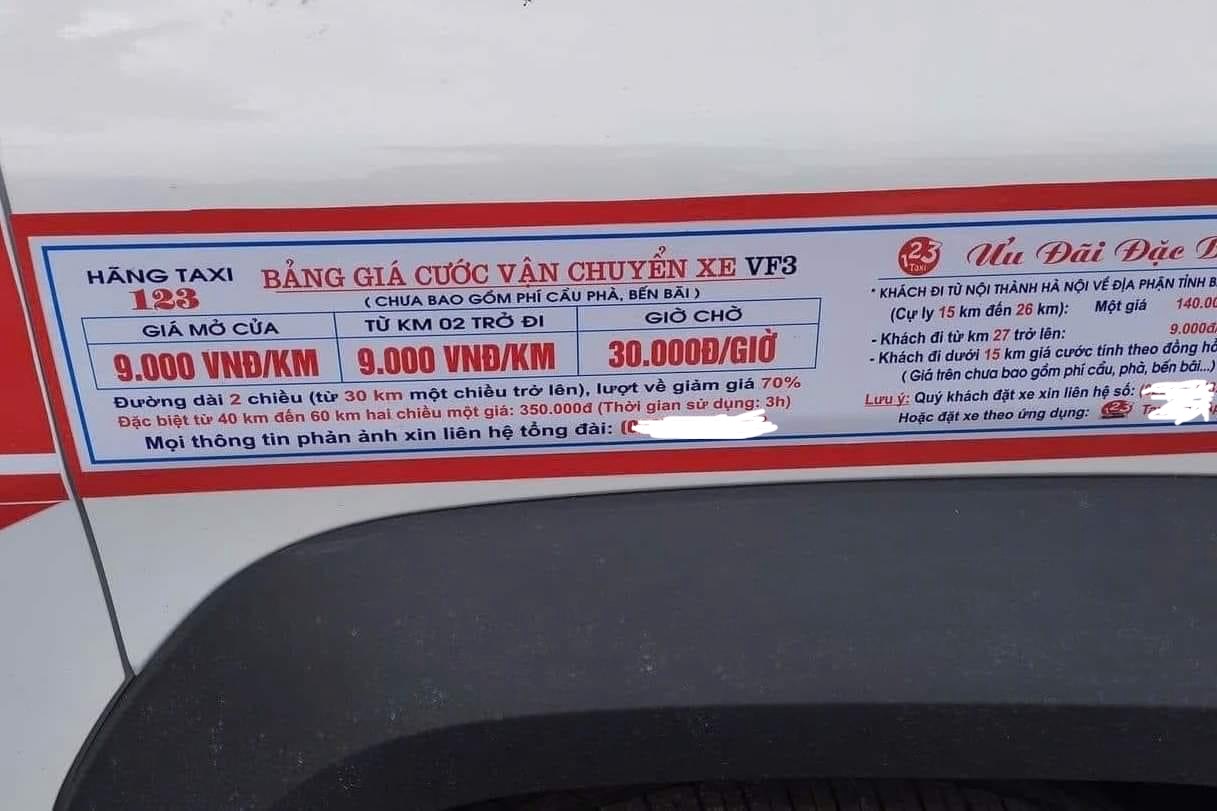 HÃNG TAXI
123
BẢNG GIÁ CƯỚC VẬN CHUYỂN XE VF3
( CHƯA BAO GỒM PHÍ CẦU PHÀ, BẾN BÃI )
GIÁ MỞ CỬA
TỪ KM 02 TRỞ ĐI
GIỜ CHỜ
9.000 VNĐ/KM
9.000 VNĐ/KM
30.000Đ/GIỜ
Đường dài 2 chiều (từ 30 km một chiều trở lên), lượt về giảm giá 70%
Đặc biệt từ 40 km đến 60 km hai chiều một giá: 350.000đ (Thời gian sử dụng: 3h)
Mọi thông tin phản ảnh xin liên hệ tổng đài: (
123
Taxi
Ưu Đãi Đặc
* KHÁCH ĐI TỪ NỘI THÀNH HÀ NỘI VỀ ĐỊA PHẬN TỈNH
(Cự ly 15 km đến 26 km): Một giá 140.00
- Khách đi từ km 27 trở lên: 9.000đ/
- Khách đi dưới 15 km giá cước tính theo đồng hồ
( Giá trên chưa bao gồm phí cầu, phà, bến bãi...)
Lưu ý: Quý khách đặt xe xin liên hệ số: (
Hoặc đặt xe theo ứng dụng: 123